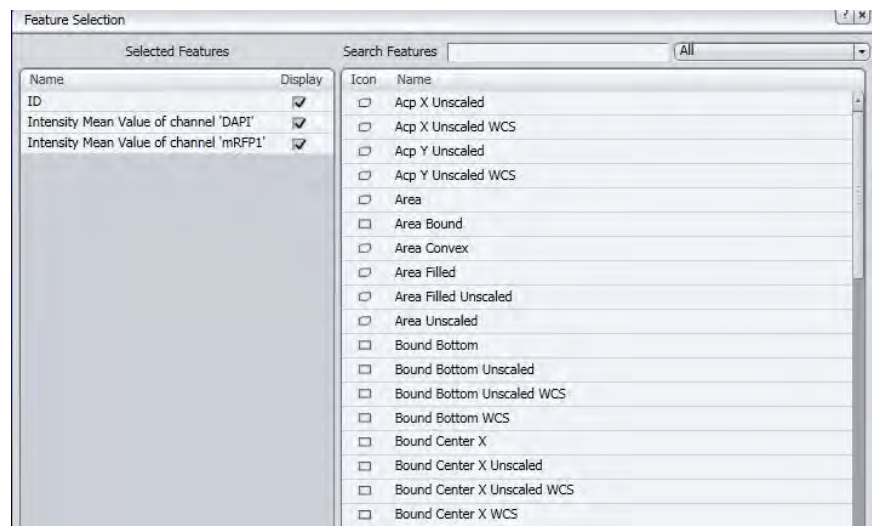 Feature Selection
? x
Selected Features Search Features All
Name Display
ID
Intensity Mean Value of channel 'DAPI'
Intensity Mean Value of channel 'mRFP1'
Icon Name
Acp X Unscaled
Acp X Unscaled WCS
Acp Y Unscaled
Acp Y Unscaled WCS
Area
Area Bound
Area Convex
Area Filled
Area Filled Unscaled
Area Unscaled
Bound Bottom
Bound Bottom Unscaled
Bound Bottom Unscaled WCS
Bound Bottom WCS
Bound Center X
Bound Center X Unscaled
Bound Center X Unscaled WCS
Bound Center X WCS